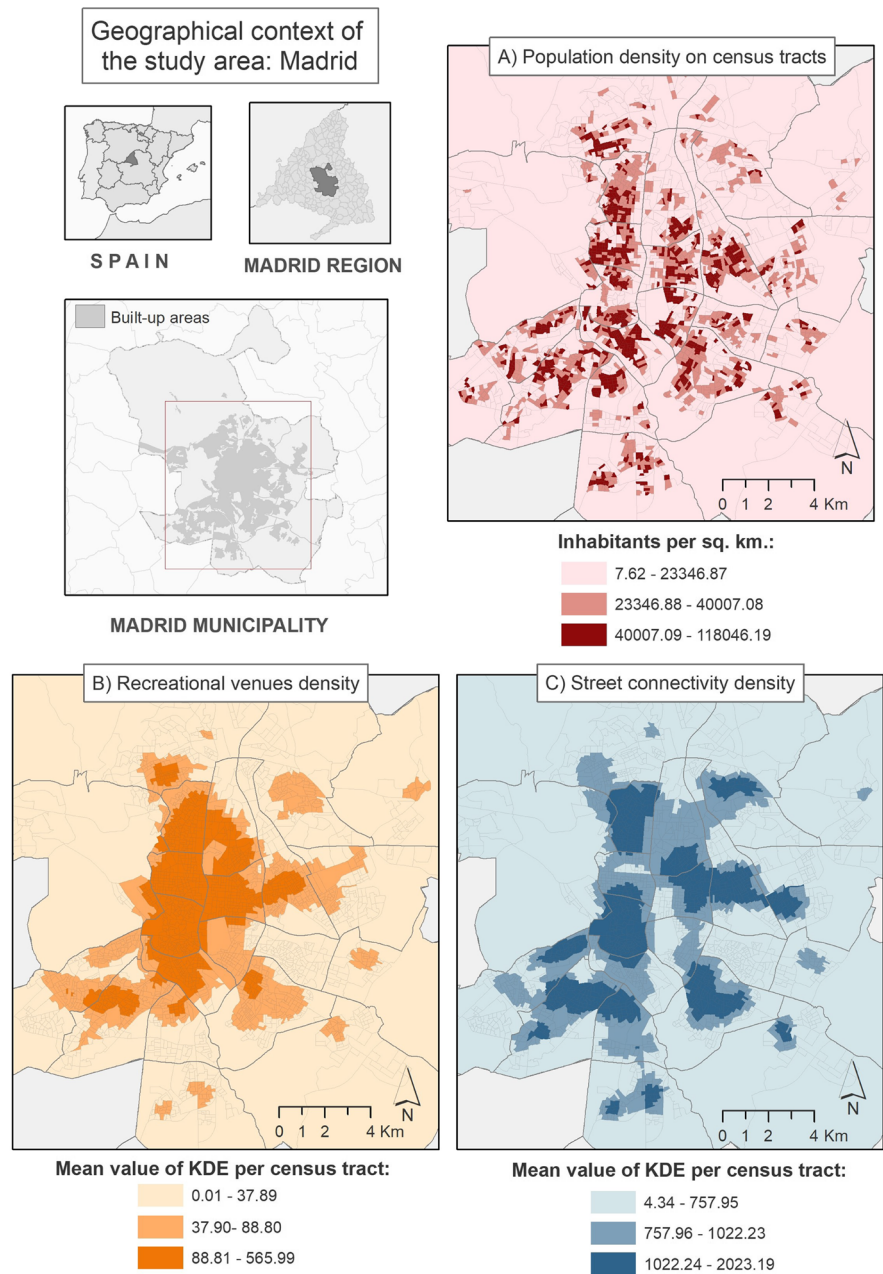 Geographical context of
the study area: Madrid
S P A I N
MADRID REGION
Built-up areas
MADRID MUNICIPALITY
A) Population density on census tracts
N
0 1 2 4 Km
Inhabitants per sq. km.:
7.62 - 23346.87
23346.88 - 40007.08
40007.09 - 118046.19
B) Recreational venues density
N
0 1 2 4 Km
Mean value of KDE per census tract:
0.01 - 37.89
37.90- 88.80
88.81 - 565.99
C) Street connectivity density
N
0 1 2 4 Km
Mean value of KDE per census tract:
4.34 - 757.95
757.96 - 1022.23
1022.24 - 2023.19